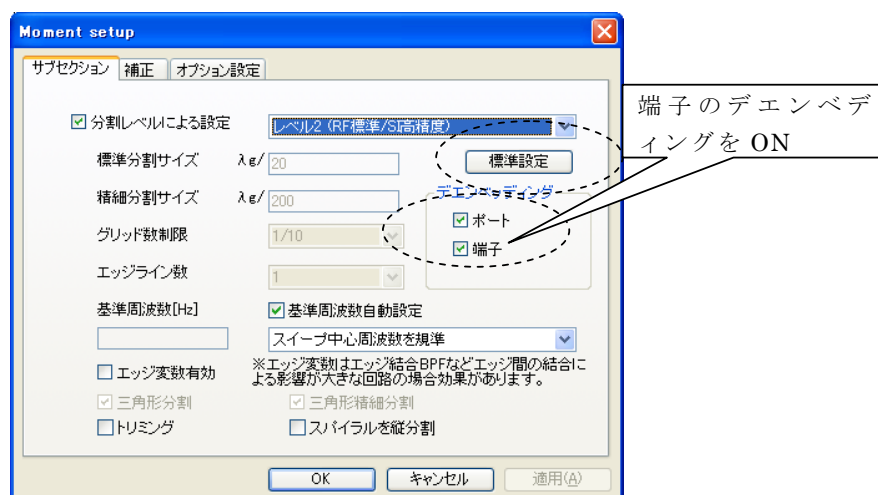 Moment setup
サブセクション 補正 オプション設定
分割レベルによる設定 レベル2 (RF標準/SI高精度)
標準分割サイズ λg/ 20 標準設定
精細分割サイズ λg/ 200 デエンベッディング
グリッド数制限 1/10 ポート
端子
エッジライン数 1
基準周波数[Hz] 基準周波数自動設定
スイープ中心周波数を規準
エッジ変数有効 ※エッジ変数はエッジ結合BPFなどエッジ間の結合に
よる影響が大きな回路の場合効果があります。
三角形分割 三角形精細分割
トリミング スパイラルを縦分割
OK キャンセル 適用(A)
端子のデエンベデ
ィングを ON